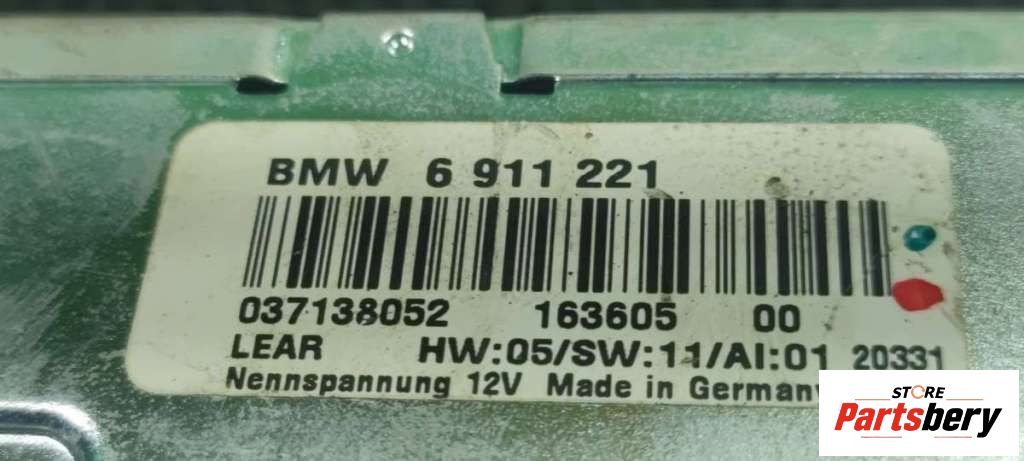 BMW 6 911 221
037138052 163605 00
LEAR HW:05/SW:11/AI:01 20331
Nennspannung 12V Made in Germany
STORE
Partsbery